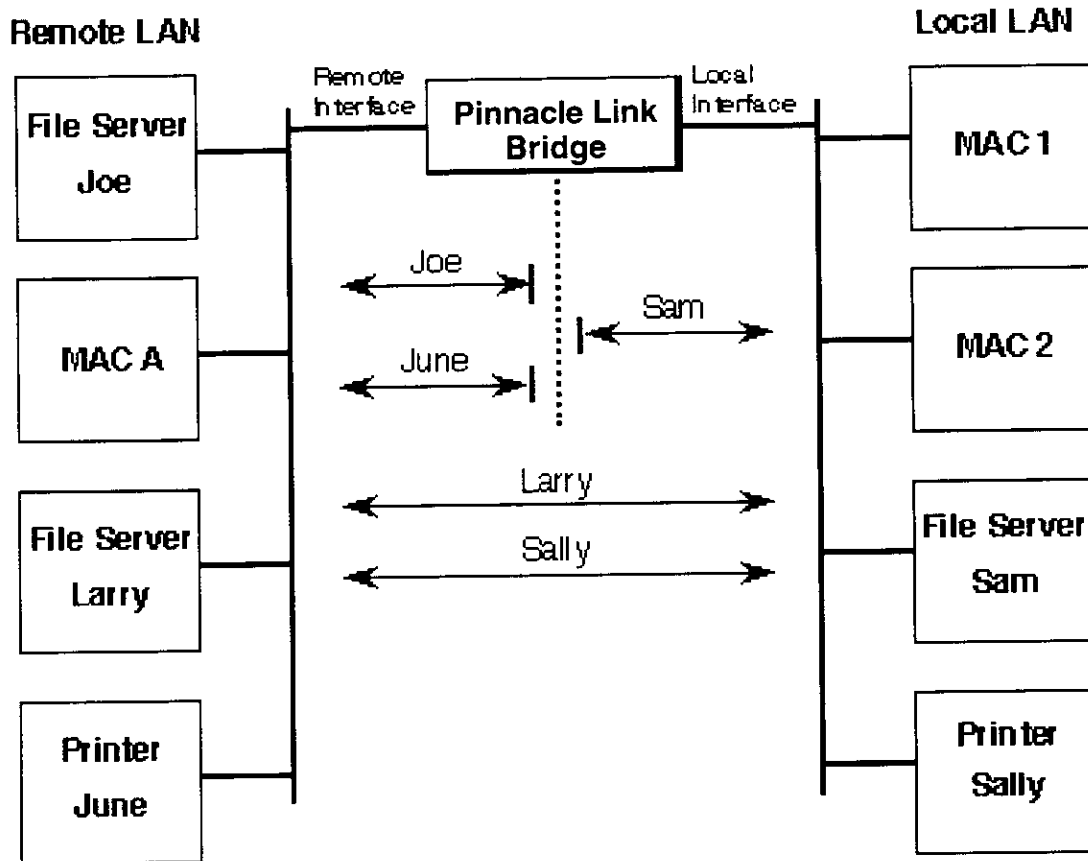 Remote LAN
Local LAN
File Server
Joe
Remote
Interface
Pinnacle Link
Bridge
Local
Interface
MAC 1
Joe
Sam
June
MAC A
MAC 2
Larry
Sally
File Server
Larry
File Server
Sam
Printer
June
Printer
Sally